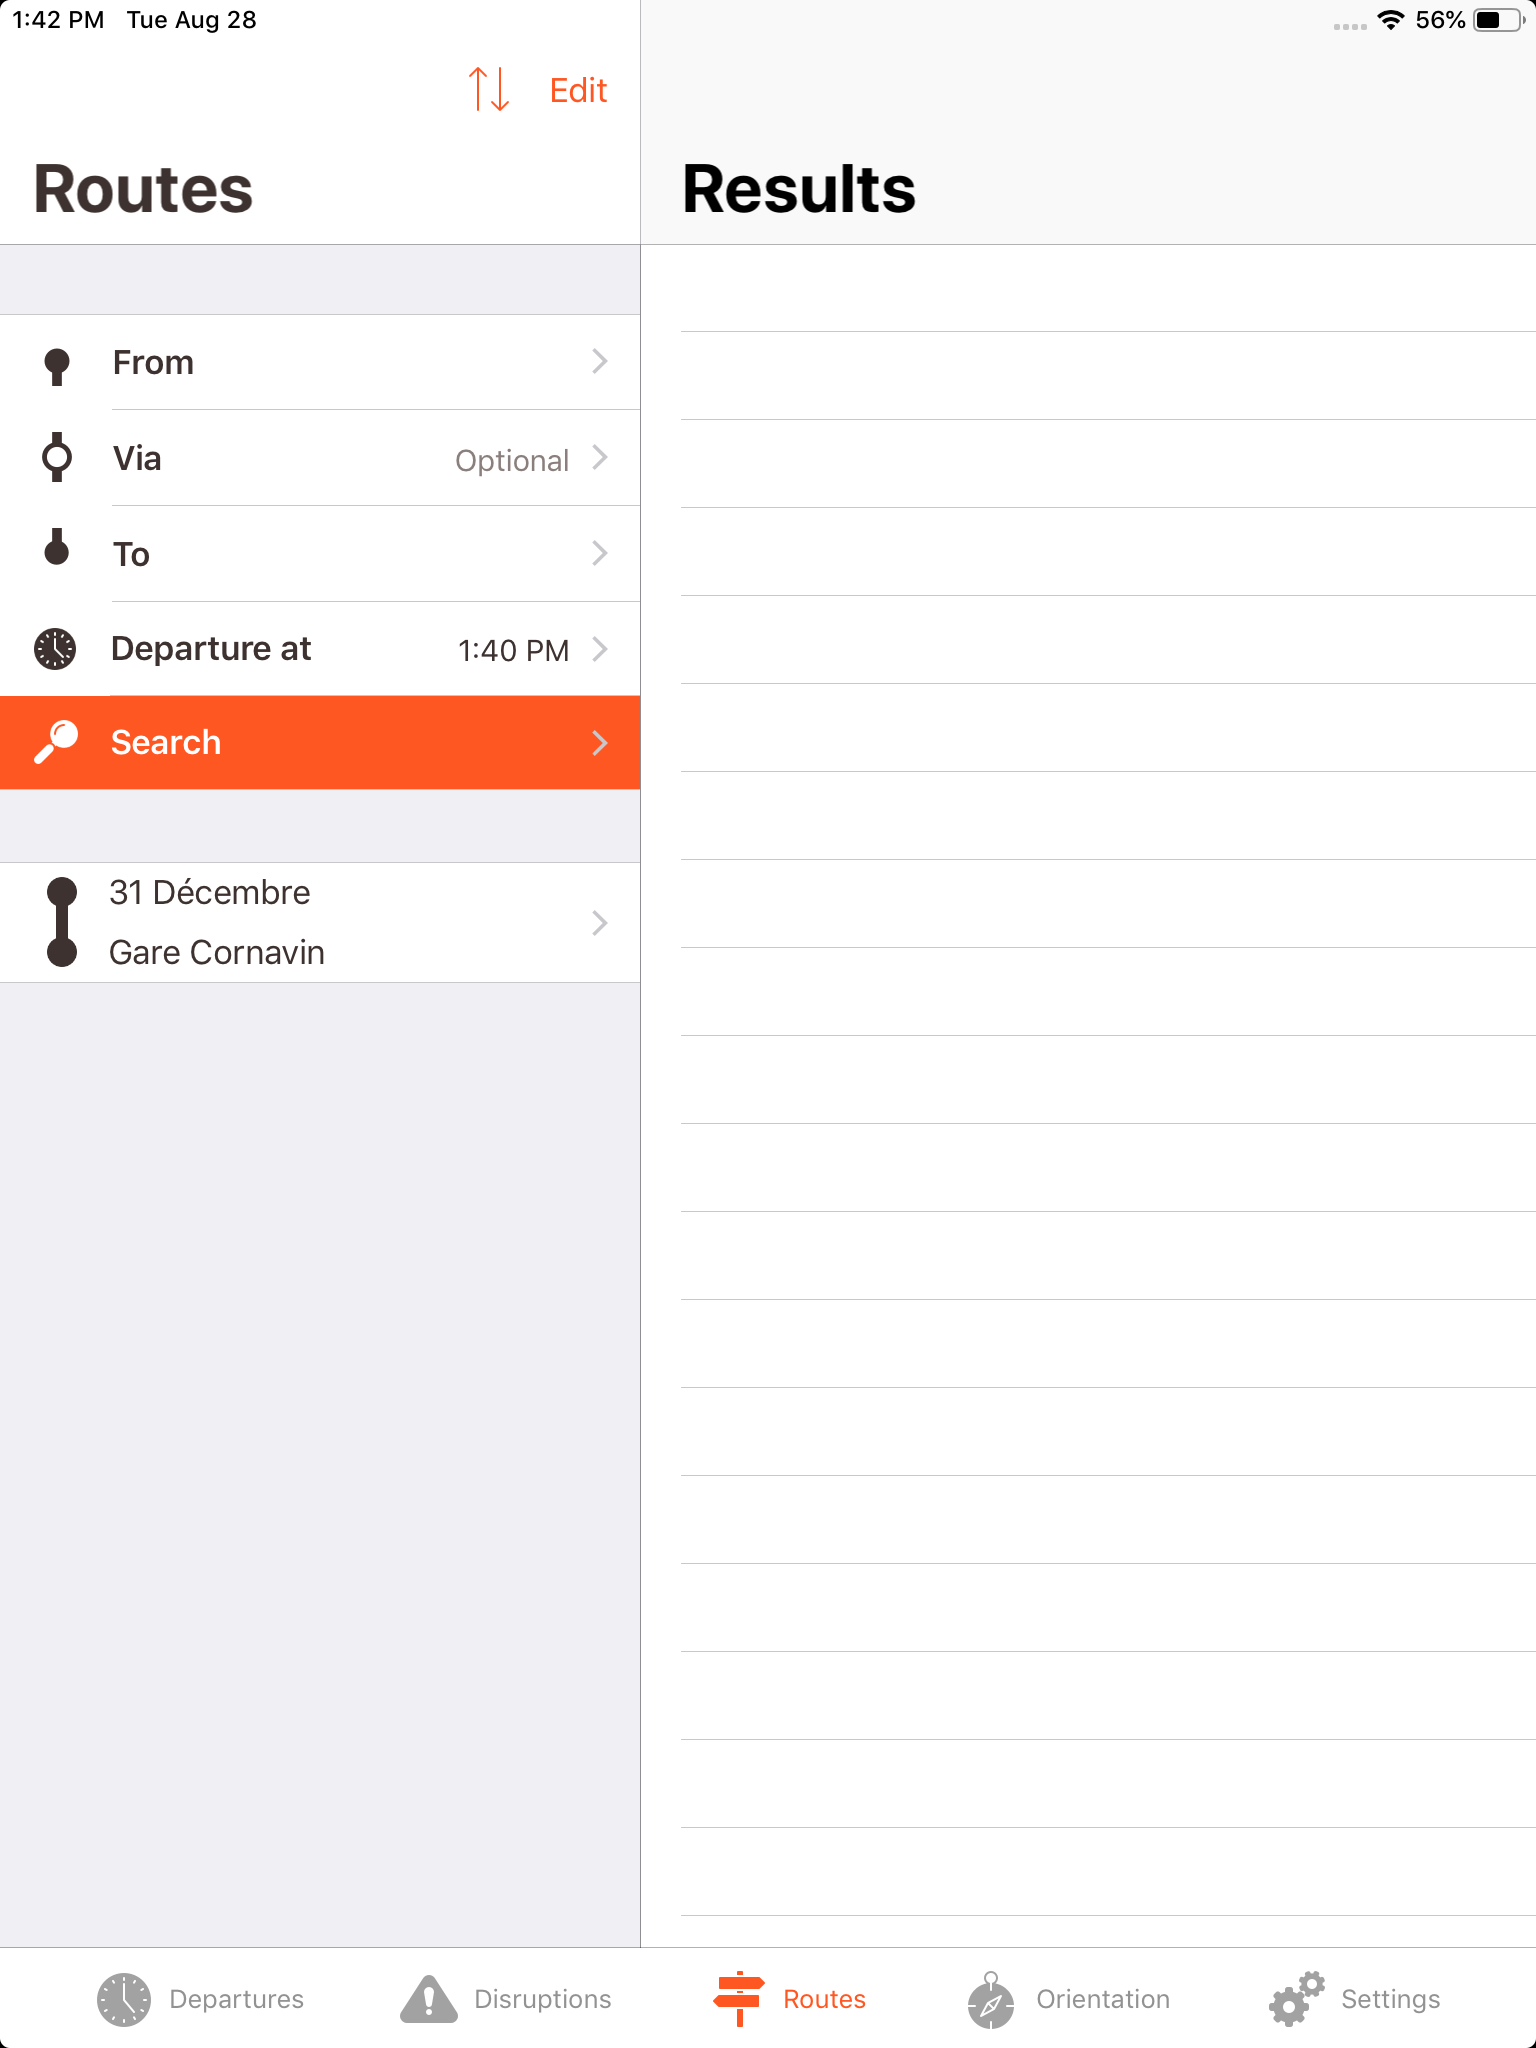 1:42 PM Tue Aug 28
56%
Edit
Routes
Results
From
Via Optional
To
Departure at 1:40 PM
Search
31 Décembre
Gare Cornavin
Departures Disruptions Routes Orientation Settings